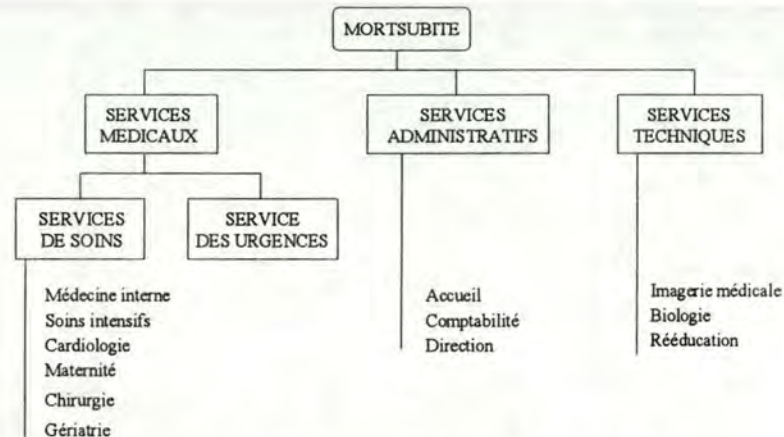 MORTSUBITE
SERVICES
MEDICAUX
SERVICES
ADMINISTRATIFS
SERVICES
TECHNIQUES
SERVICES
DE SOINS
SERVICE
DES URGENCES
Médecine interne
Soins intensifs
Cardiologie
Maternité
Chirurgie
Gériatrie
Accueil
Comptabilité
Direction
Imagerie médicale
Biologie
Rééducation